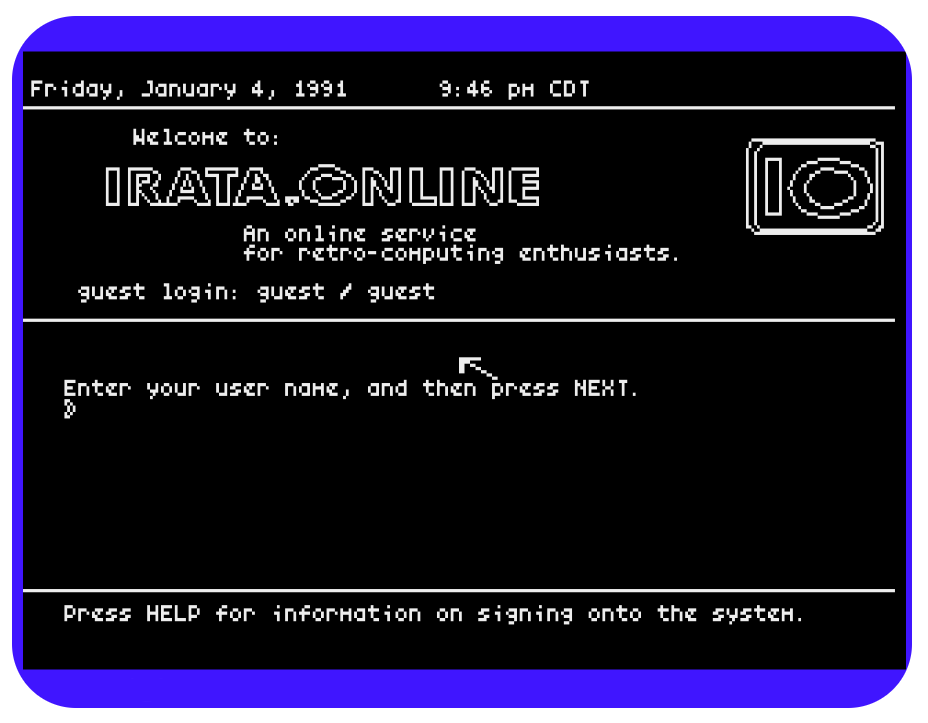 Friday, January 4, 1991 9:46 pm CDT
Welcome to:
IRATA.ONLINE
IO
An online service
for retro-computing enthusiasts.
guest login: guest / guest
Enter your user name, and then press NEXT.
Press HELP for information on signing onto the system.